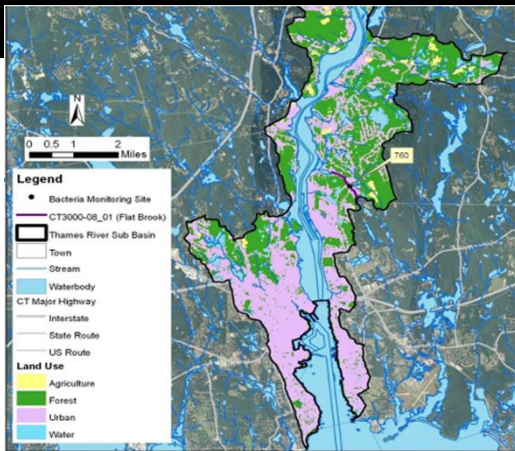 N
0 0.5 1 2
Miles
760
Legend
Bacteria Monitoring Site
CT3000-08_01 (Flat Brook)
Thames River Sub Basin
Town
Stream
Waterbody
CT Major Highway
Interstate
State Route
US Route
Land Use
Agriculture
Forest
Urban
Water